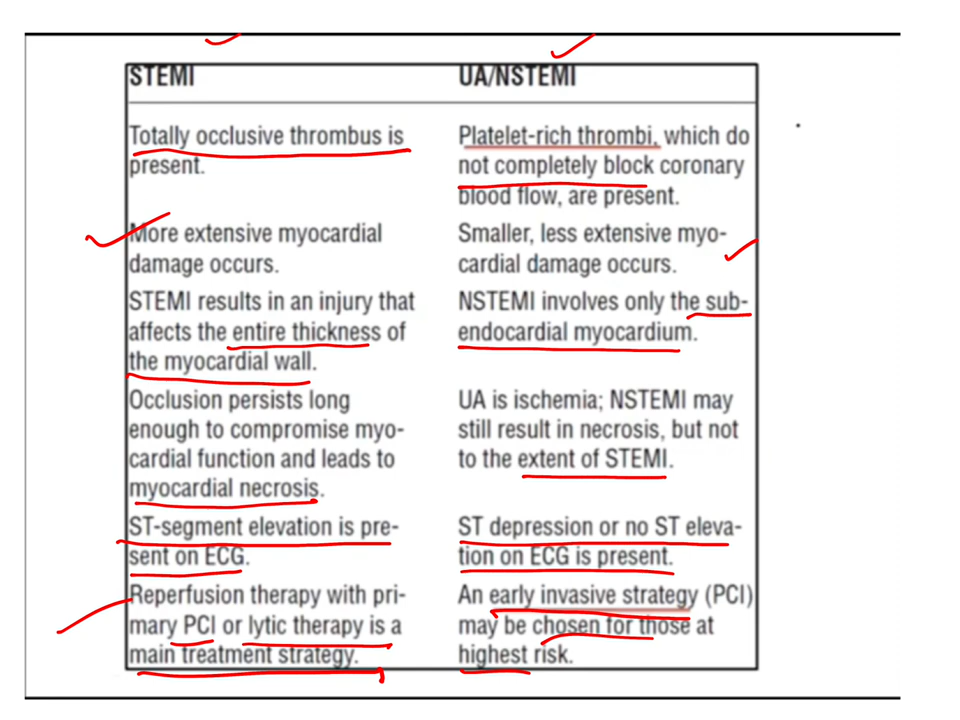 STEMI
UA/NSTEMI
Totally occlusive thrombus is
present.
Platelet-rich thrombi, which do
not completely block coronary
blood flow, are present.
More extensive myocardial
damage occurs.
Smaller, less extensive myo-
cardial damage occurs.
STEMI results in an injury that
affects the entire thickness of
the myocardial wall.
NSTEMI involves only the sub-
endocardial myocardium.
Occlusion persists long
enough to compromise myo-
cardial function and leads to
myocardial necrosis.
UA is ischemia; NSTEMI may
still result in necrosis, but not
to the extent of STEMI.
ST-segment elevation is pre-
sent on ECG.
ST depression or no ST eleva-
tion on ECG is present.
Reperfusion therapy with pri-
mary PCI or lytic therapy is a
main treatment strategy.
An early invasive strategy (PCI)
may be chosen for those at
highest risk.